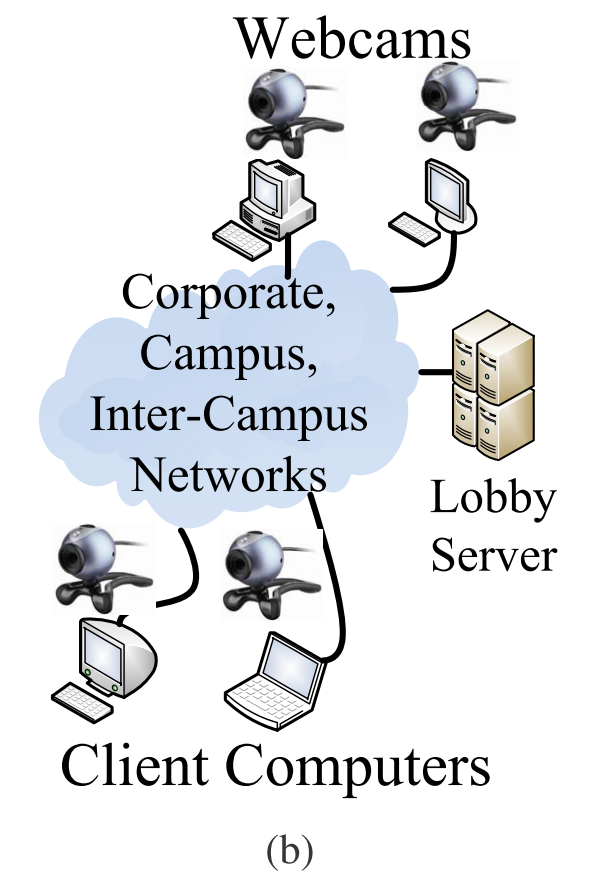 Webcams
Corporate,
Campus,
Inter-Campus
Networks
Lobby
Server
Client Computers
(b)